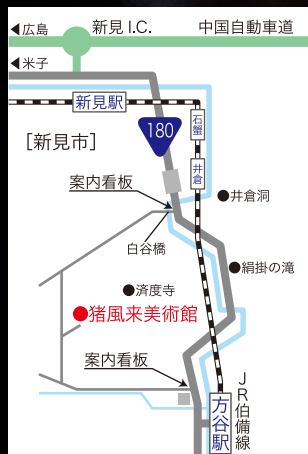 ◀広島
新見I.C.
中国自動車道
◀米子
新見駅
石蟹
180
[新見市]
井倉
案内看板
●井倉洞
白谷橋
●絹掛の滝
●済度寺
●猪風来美術館
案内看板
JR伯備線
方谷駅